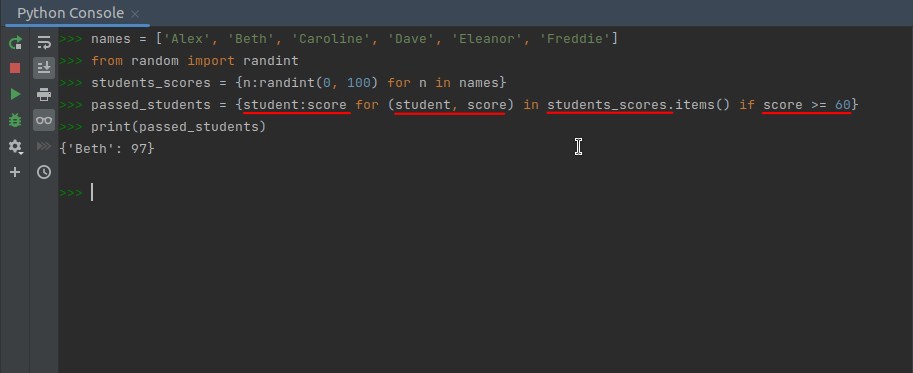 Python Console ×
>>> names = ['Alex', 'Beth', 'Caroline', 'Dave', 'Eleanor', 'Freddie']
>>> from random import randint
>>> students_scores = {n:randint(0, 100) for n in names}
>>> passed_students = {student:score for (student, score) in students_scores.items() if score >= 60}
>>> print(passed_students)
{'Beth': 97}
>>>